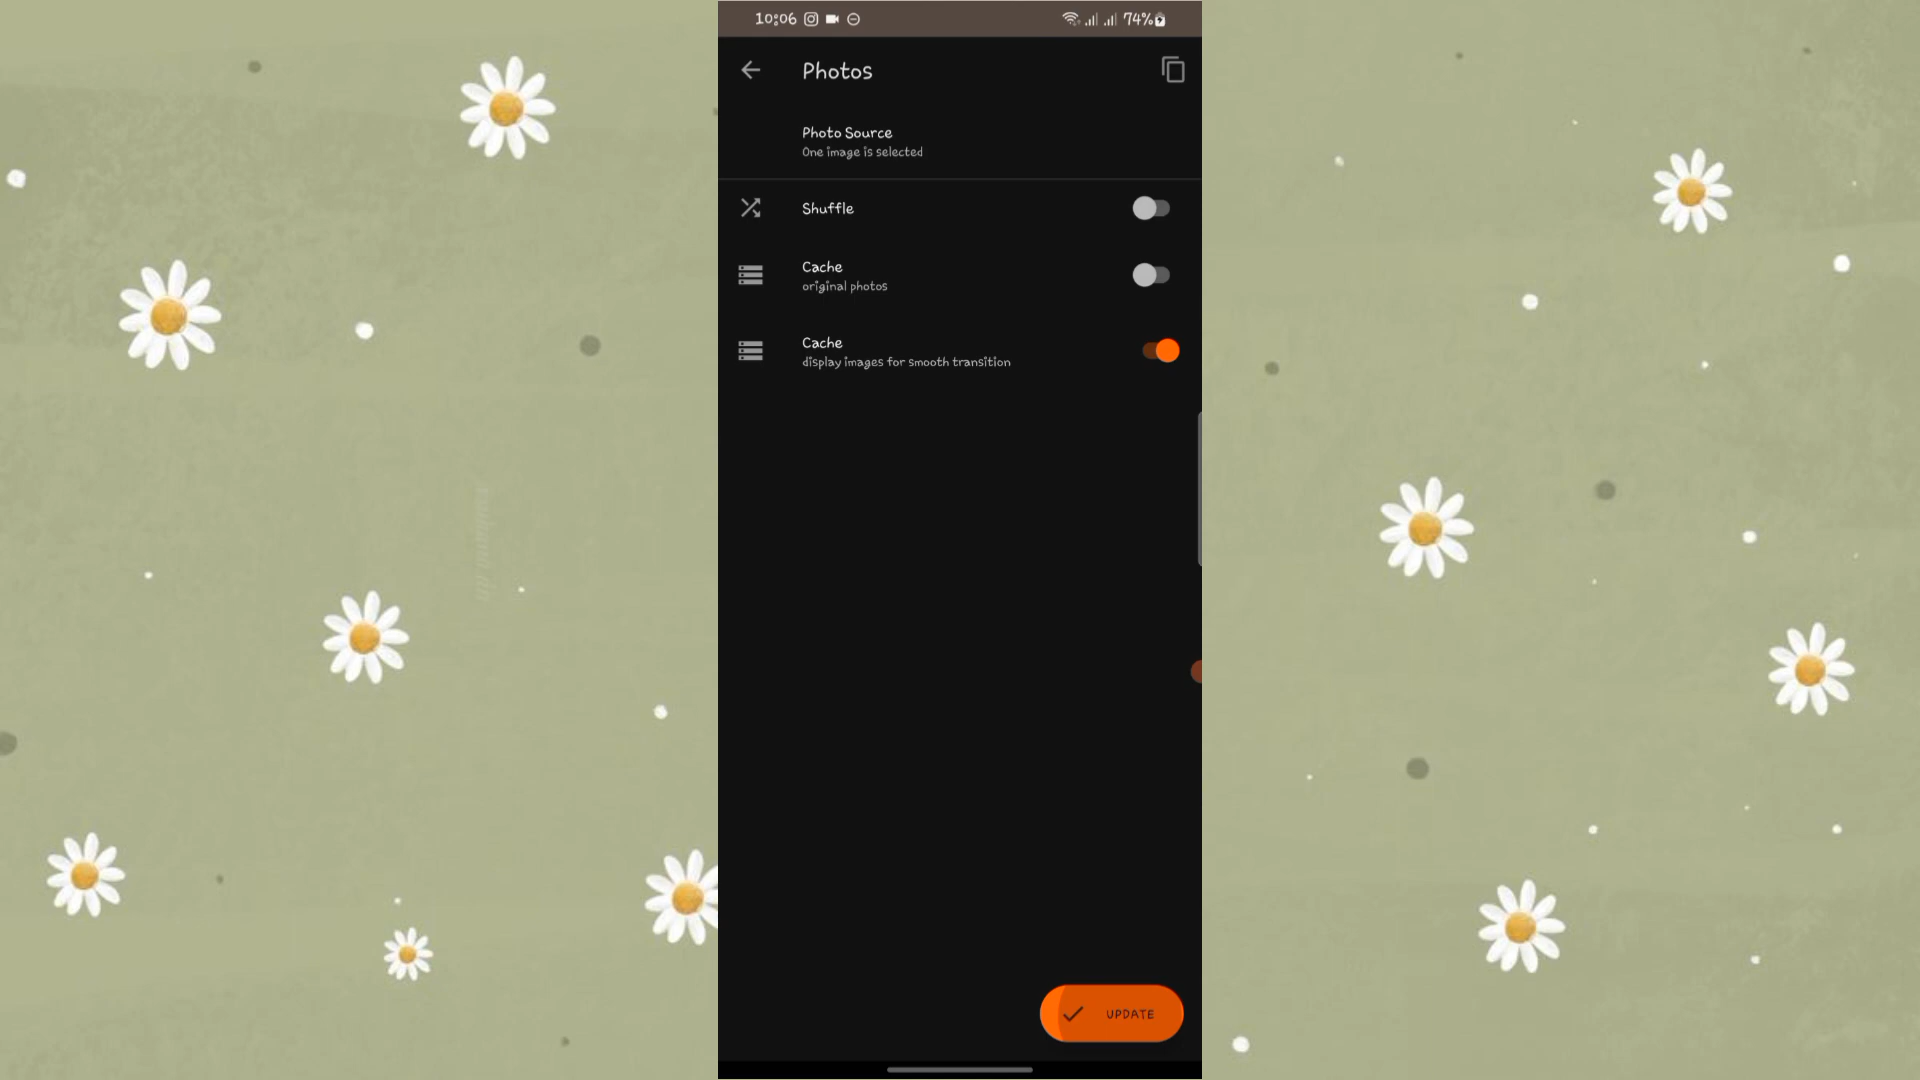 10:06 74%
Photos
Photo Source
One image is selected
Shuffle
Cache
original photos
Cache
display images for smooth transition
UPDATE